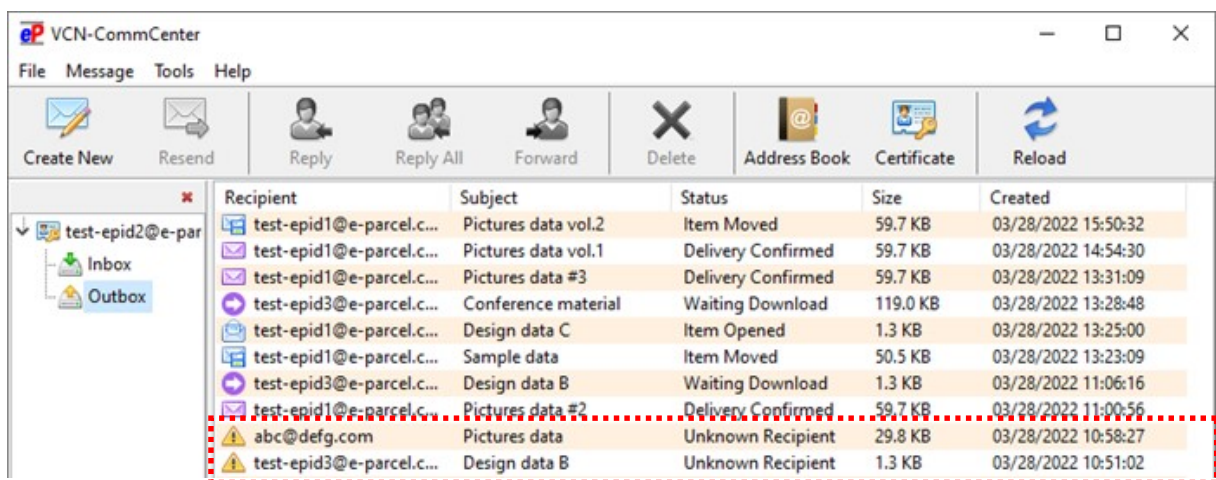 eP VCN-CommCenter
File Message Tools Help
Create New Resend Reply Reply All Forward Delete Address Book Certificate Reload
Recipient Subject Status Size Created
test-epid2@e-par
Inbox
Outbox
test-epid1@e-parcel.c... Pictures data vol.2 Item Moved 59.7 KB 03/28/2022 15:50:32
test-epid1@e-parcel.c... Pictures data vol.1 Delivery Confirmed 59.7 KB 03/28/2022 14:54:30
test-epid1@e-parcel.c... Pictures data #3 Delivery Confirmed 59.7 KB 03/28/2022 13:31:09
test-epid3@e-parcel.c... Conference material Waiting Download 119.0 KB 03/28/2022 13:28:48
test-epid1@e-parcel.c... Design data C Item Opened 1.3 KB 03/28/2022 13:25:00
test-epid1@e-parcel.c... Sample data Item Moved 50.5 KB 03/28/2022 13:23:09
test-epid3@e-parcel.c... Design data B Waiting Download 1.3 KB 03/28/2022 11:06:16
test-epid1@e-parcel.c... Pictures data #2 Delivery Confirmed 59.7 KB 03/28/2022 11:00:56
abc@defg.com Pictures data Unknown Recipient 29.8 KB 03/28/2022 10:58:27
test-epid3@e-parcel.c... Design data B Unknown Recipient 1.3 KB 03/28/2022 10:51:02